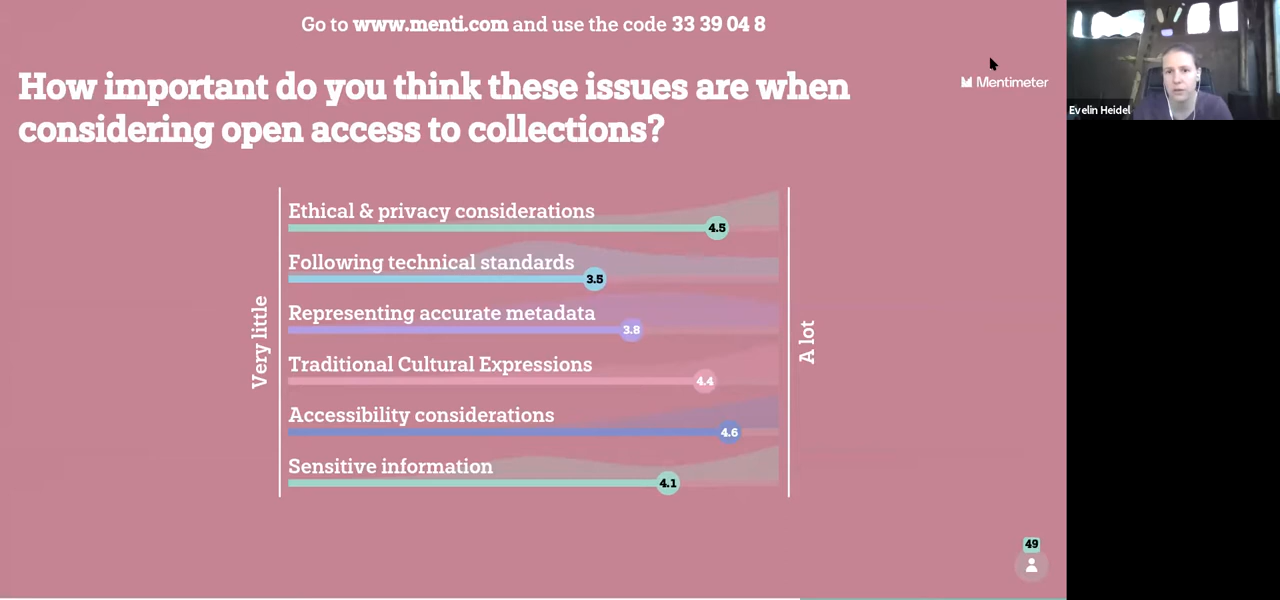 Go to www.menti.com and use the code 33 39 04 8
How important do you think these issues are when
considering open access to collections?
Mentimeter
Evelin Heidel
Very little
A lot
Ethical & privacy considerations
4.5
Following technical standards
3.5
Representing accurate metadata
3.8
Traditional Cultural Expressions
4.4
Accessibility considerations
4.6
Sensitive information
4.1
49